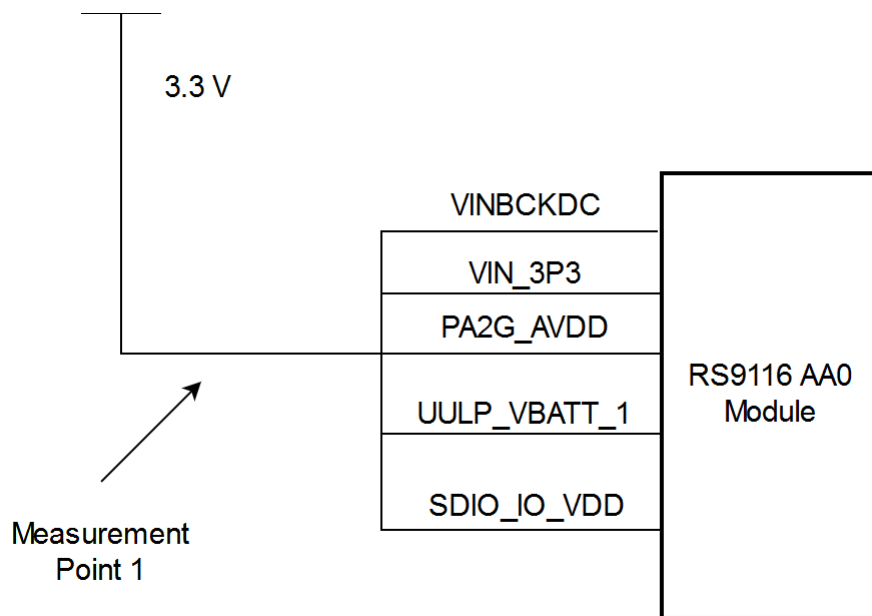 3.3 V
VINBCKDC
VIN_3P3
PA2G_AVDD
UULP_VBATT_1
SDIO_IO_VDD
RS9116 AA0
Module
Measurement
Point 1